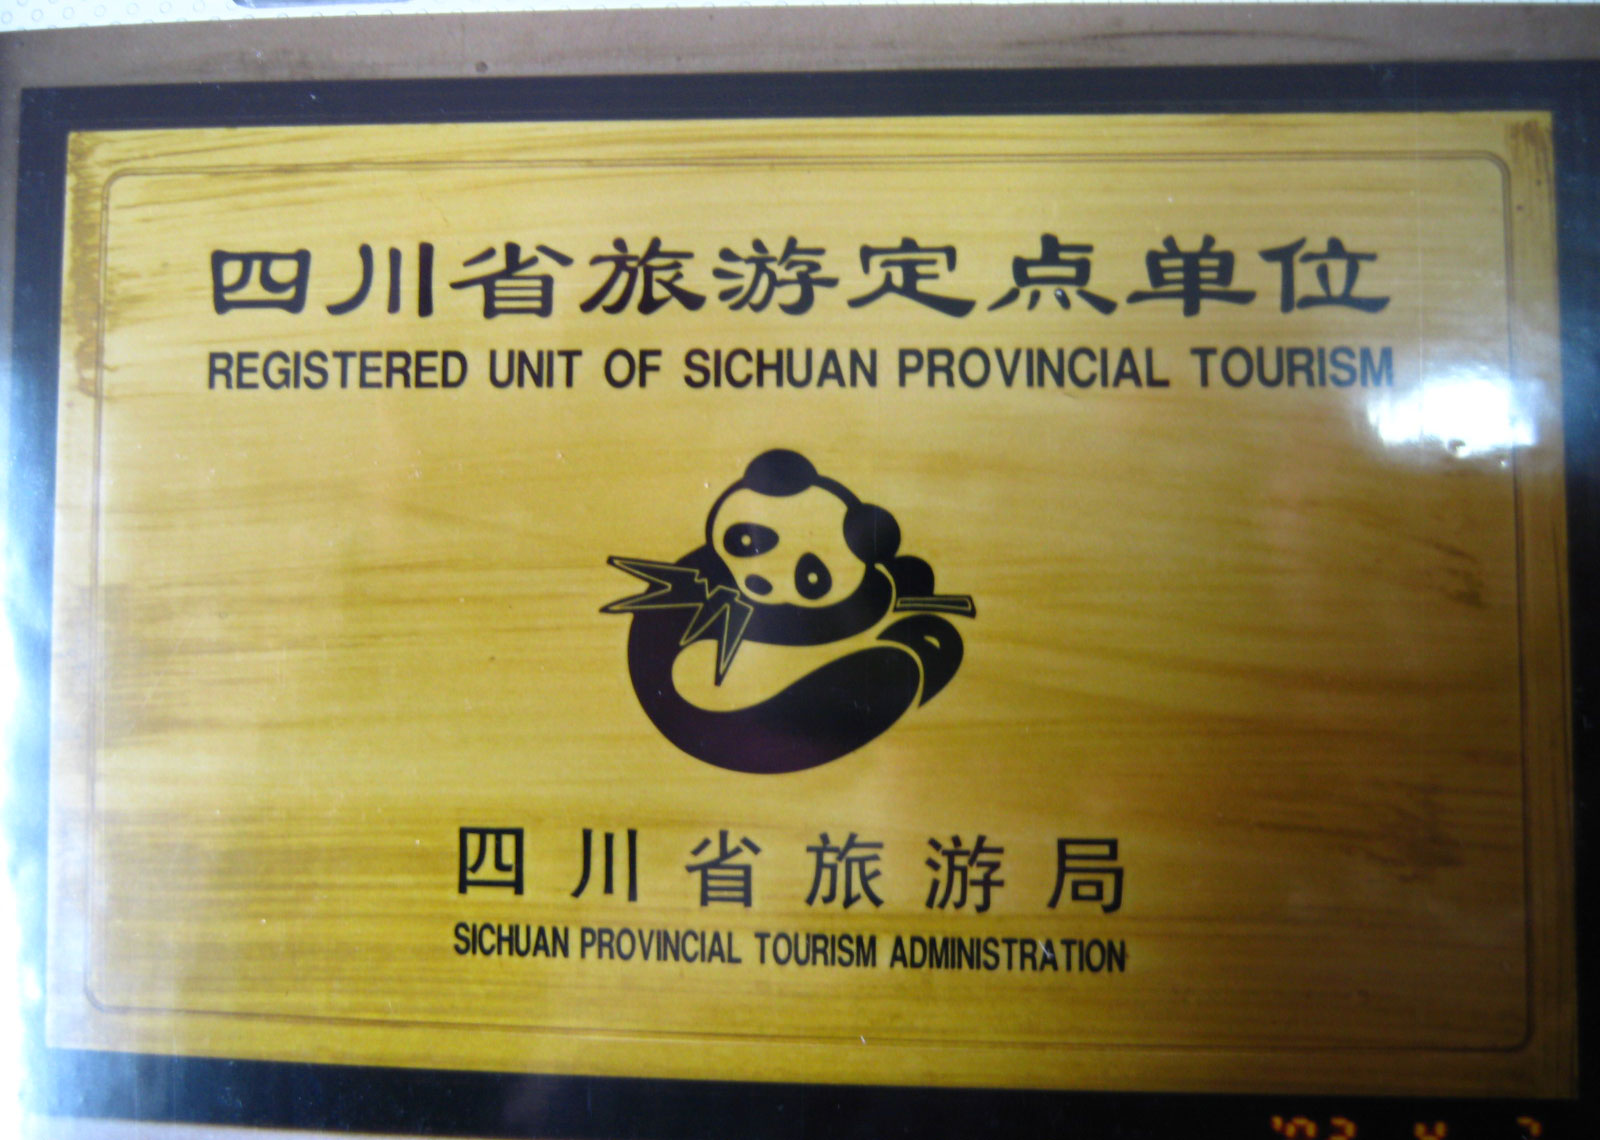 四川省旅游定点单位
REGISTERED UNIT OF SICHUAN PROVINCIAL TOURISM
四川省旅游局
SICHUAN PROVINCIAL TOURISM ADMINISTRATION